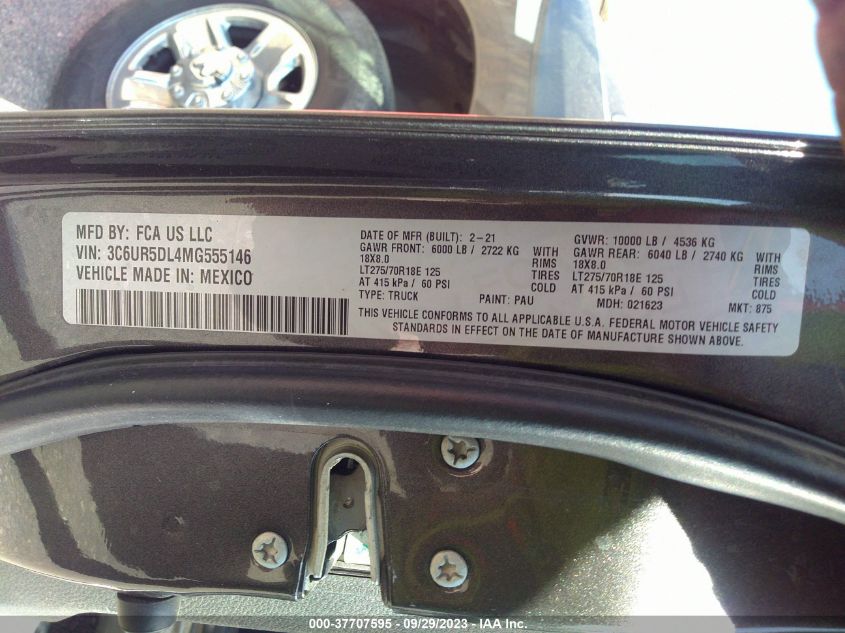 MFD BY: FCA US LLC
VIN: 3C6UR5DL4MG555146
VEHICLE MADE IN: MEXICO
DATE OF MFR (BUILT): 2-21
GAWR FRONT: 6000 LB / 2722 KG WITH
18X8.0 RIMS
LT275/70R18E 125 TIRES
AT 415 kPa / 60 PSI COLD
TYPE: TRUCK PAINT: PAU
GVWR: 10000 LB / 4536 KG
GAWR REAR: 6040 LB / 2740 KG WITH
18X8.0 RIMS
LT275/70R18E 125 TIRES
AT 415 kPa / 60 PSI COLD
MDH: 021623 MKT: 875
THIS VEHICLE CONFORMS TO ALL APPLICABLE U.S.A. FEDERAL MOTOR VEHICLE SAFETY
STANDARDS IN EFFECT ON THE DATE OF MANUFACTURE SHOWN ABOVE.
000-37707595 - 09/29/2023 - IAA Inc.